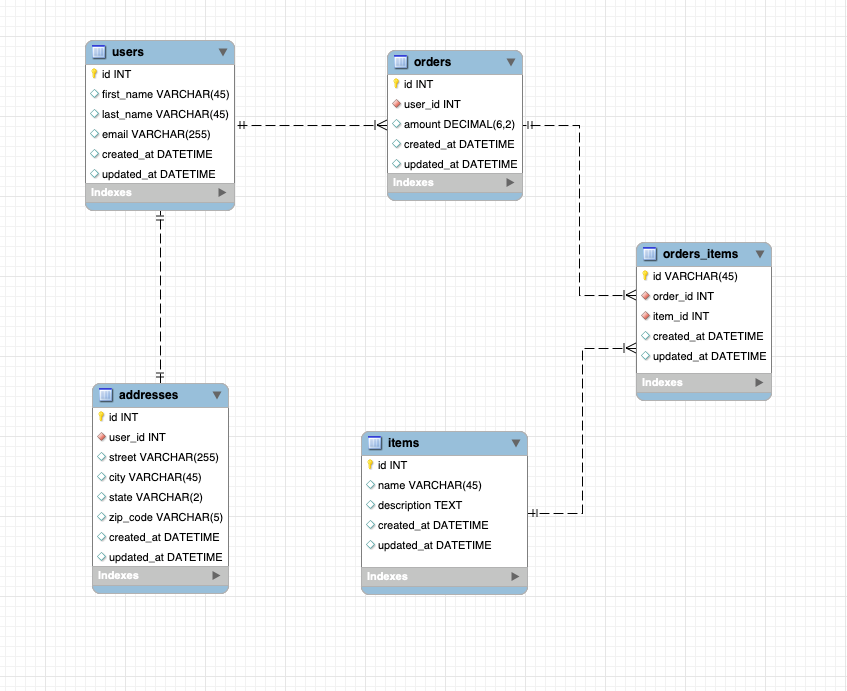 users
id INT
first_name VARCHAR(45)
last_name VARCHAR(45)
email VARCHAR(255)
created_at DATETIME
updated_at DATETIME
Indexes
orders
id INT
user_id INT
amount DECIMAL(6,2)
created_at DATETIME
updated_at DATETIME
Indexes
orders_items
id VARCHAR(45)
order_id INT
item_id INT
created_at DATETIME
updated_at DATETIME
Indexes
addresses
id INT
user_id INT
street VARCHAR(255)
city VARCHAR(45)
state VARCHAR(2)
zip_code VARCHAR(5)
created_at DATETIME
updated_at DATETIME
Indexes
items
id INT
name VARCHAR(45)
description TEXT
created_at DATETIME
updated_at DATETIME
Indexes